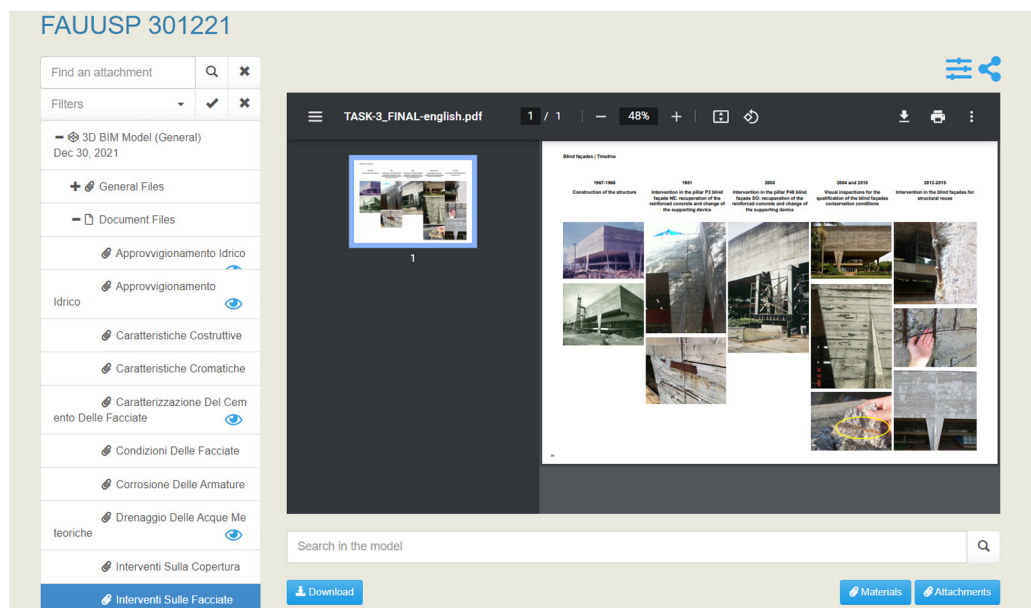 FAUUSP 301221
Find an attachment
Filters
3D BIM Model (General)
Dec 30, 2021
General Files
Document Files
Approvvigionamento Idrico
Approvvigionamento
Idrico
Caratteristiche Costruttive
Caratteristiche Cromatiche
Caratterizzazione Del Cem
ento Delle Facciate
Condizioni Delle Facciate
Corrosione Delle Armature
Drenaggio Delle Acque Me
teoriche
Interventi Sulla Copertura
Interventi Sulle Facciate
TASK-3_FINAL-english.pdf
1 / 1
48%
1
Blind façades | Timeline
1967-1968
Construction of the structure
1991
Intervention in the pillar P3 blind
façade NE: recuperation of the
reinforced concrete and change of
the supporting device
2000
Intervention in the pillar P48 blind
façade SO: recuperation of the
reinforced concrete and change of
the supporting device
2004 and 2010
Visual inspections for the
qualification of the blind façades
conservation conditions
2012-2015
Intervention in the blind façades for
structural reuse
Search in the model
Download
Materials
Attachments